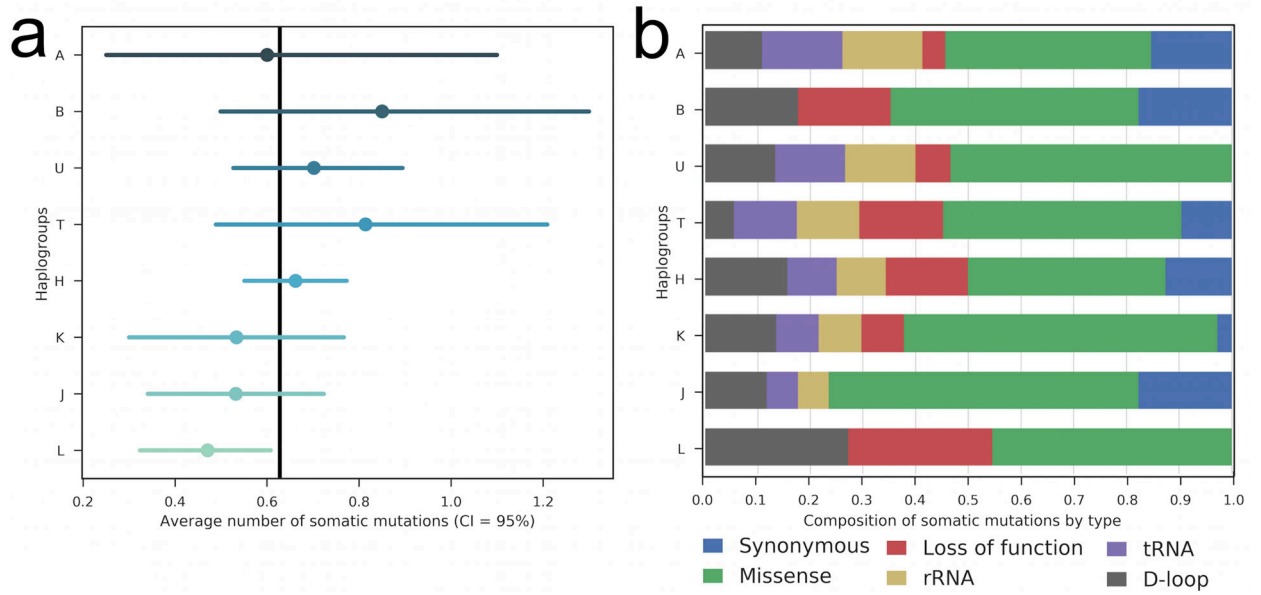 a
A
B
U
T
H
K
J
L
Haplogroups
0.2 0.4 0.6 0.8 1.0 1.2
Average number of somatic mutations (CI = 95%)
b
A
B
U
T
H
K
J
L
Haplogroups
0.0 0.1 0.2 0.3 0.4 0.5 0.6 0.7 0.8 0.9 1.0
Composition of somatic mutations by type
Synonymous Loss of function tRNA
Missense rRNA D-loop